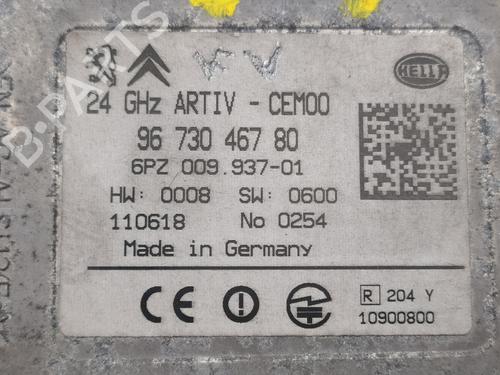 HELLA
24 GHz ARTIV - CEM00
96 730 467 80
6PZ 009.937-01
HW: 0008 SW: 0600
110618 No 0254
Made in Germany
CE
R 204 Y
10900800
B-PARTS